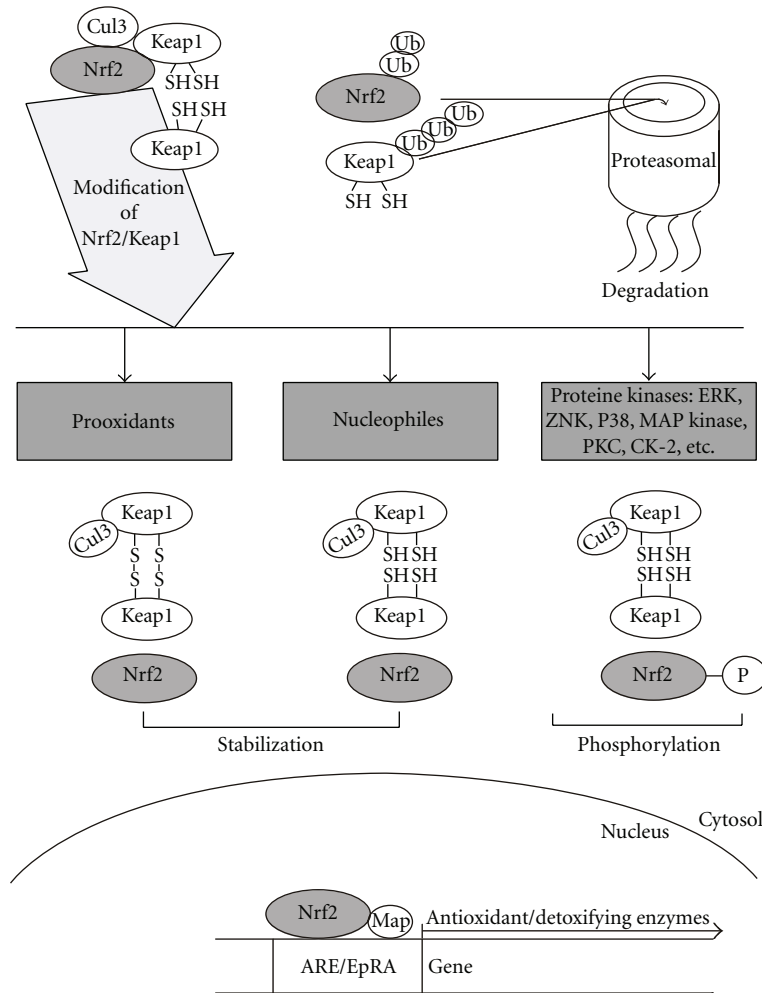 Cul3
Keap1
Nrf2
SH SH
SH SH
Keap1
Modification
of
Nrf2/Keap1
Ub
Ub
Nrf2
Ub
Ub
Ub
Keap1
SH SH
Proteasomal
Degradation
Prooxidants
Nucleophiles
Proteine kinases: ERK,
ZNK, P38, MAP kinase,
PKC, CK-2, etc.
Keap1
Cul3
S S
S S
Keap1
Nrf2
Keap1
Cul3
SH SH
SH SH
Keap1
Nrf2
Keap1
Cul3
SH SH
SH SH
Keap1
Nrf2
P
Stabilization
Phosphorylation
Nucleus
Cytosol
Nrf2
Map
Antioxidant/detoxifying enzymes
ARE/EpRA
Gene